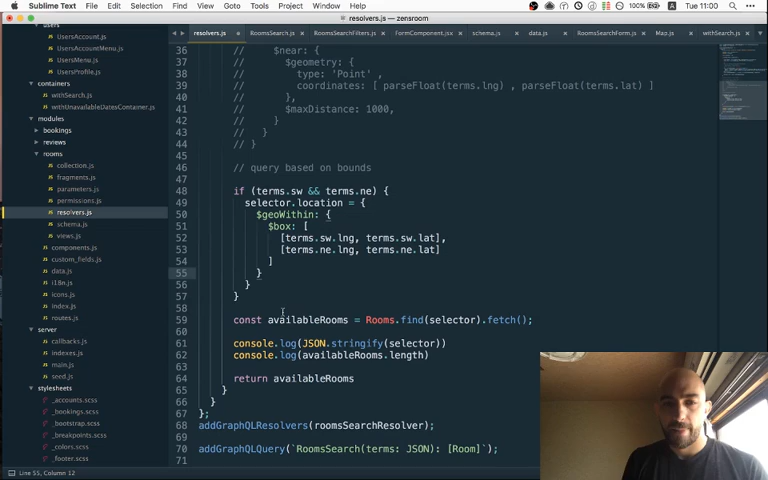 Sublime Text File Edit Selection Find View Goto Tools Project Window Help 100% Tue 11:00
resolvers.js — zensroom
resolvers.js RoomsSearch.js RoomsSearchFilters.js FormComponent.jsx schema.js data.js RoomsSearchForm.js Map.js withSearch.js
users
UsersAccount.js
UsersAccountMenu.js
UsersMenu.js
UsersProfile.js
containers
withSearch.js
withUnavailableDatesContainer.js
modules
bookings
reviews
rooms
collection.js
fragments.js
parameters.js
permissions.js
resolvers.js
schema.js
views.js
components.js
custom_fields.js
data.js
i18n.js
icons.js
index.js
routes.js
server
callbacks.js
indexes.js
main.js
seed.js
stylesheets
_accounts.scss
_bookings.scss
_bootstrap.scss
_breakpoints.scss
_colors.scss
_footer.scss
36 // $near: {
37 // $geometry: {
38 // type: 'Point' ,
39 // coordinates: [ parseFloat(terms.lng) , parseFloat(terms.lat) ]
40 // },
41 // $maxDistance: 1000,
42 // }
43 // }
44 // }
45
46 // query based on bounds
47
48 if (terms.sw && terms.ne) {
49 selector.location = {
50 $geoWithin: {
51 $box: [
52 [terms.sw.lng, terms.sw.lat],
53 [terms.ne.lng, terms.ne.lat]
54 ]
55 }
56 }
57 }
58
59 const availableRooms = Rooms.find(selector).fetch();
60
61 console.log(JSON.stringify(selector))
62 console.log(availableRooms.length)
63
64 return availableRooms
65 }
66 }
67 };
68 addGraphQLResolvers(roomsSearchResolver);
69
70 addGraphQLQuery(`RoomsSearch(terms: JSON): [Room]`);
71
Line 55, Column 12